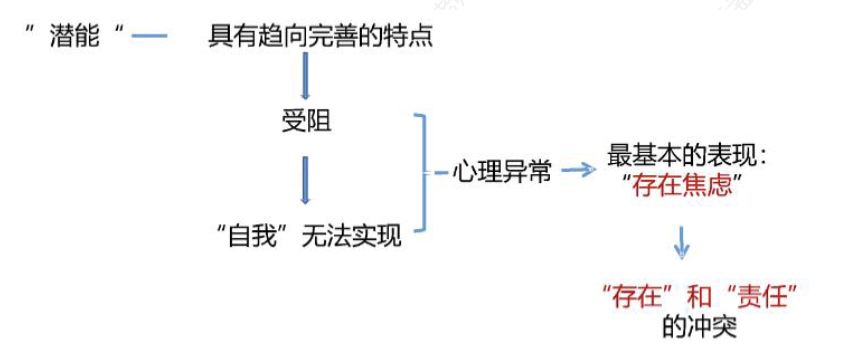 ”潜能“ 具有趋向完善的特点
受阻
心理异常
最基本的表现：
“存在焦虑”
“自我”无法实现
“存在”和“责任”
的冲突